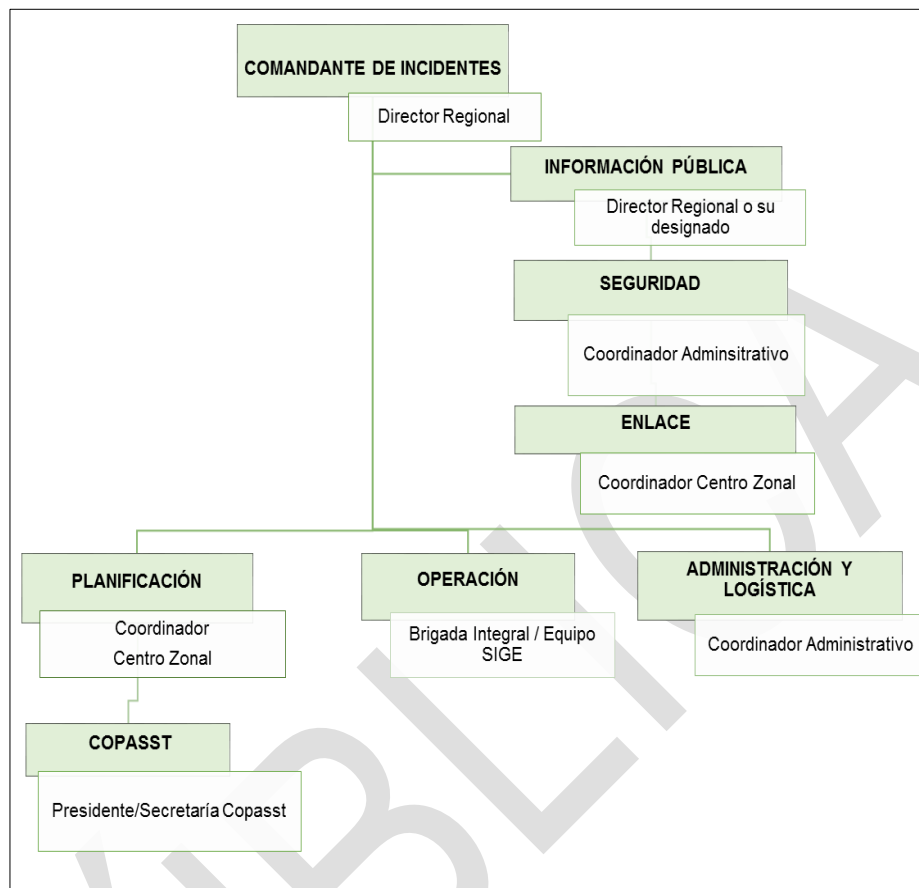 COMANDANTE DE INCIDENTES
Director Regional
INFORMACIÓN PÚBLICA
Director Regional o su
designado
SEGURIDAD
Coordinador Adminsitrativo
ENLACE
Coordinador Centro Zonal
PLANIFICACIÓN
Coordinador
Centro Zonal
OPERACIÓN
Brigada Integral / Equipo
SIGE
ADMINISTRACIÓN Y
LOGÍSTICA
Coordinador Administrativo
COPASST
Presidente/Secretaría Copasst